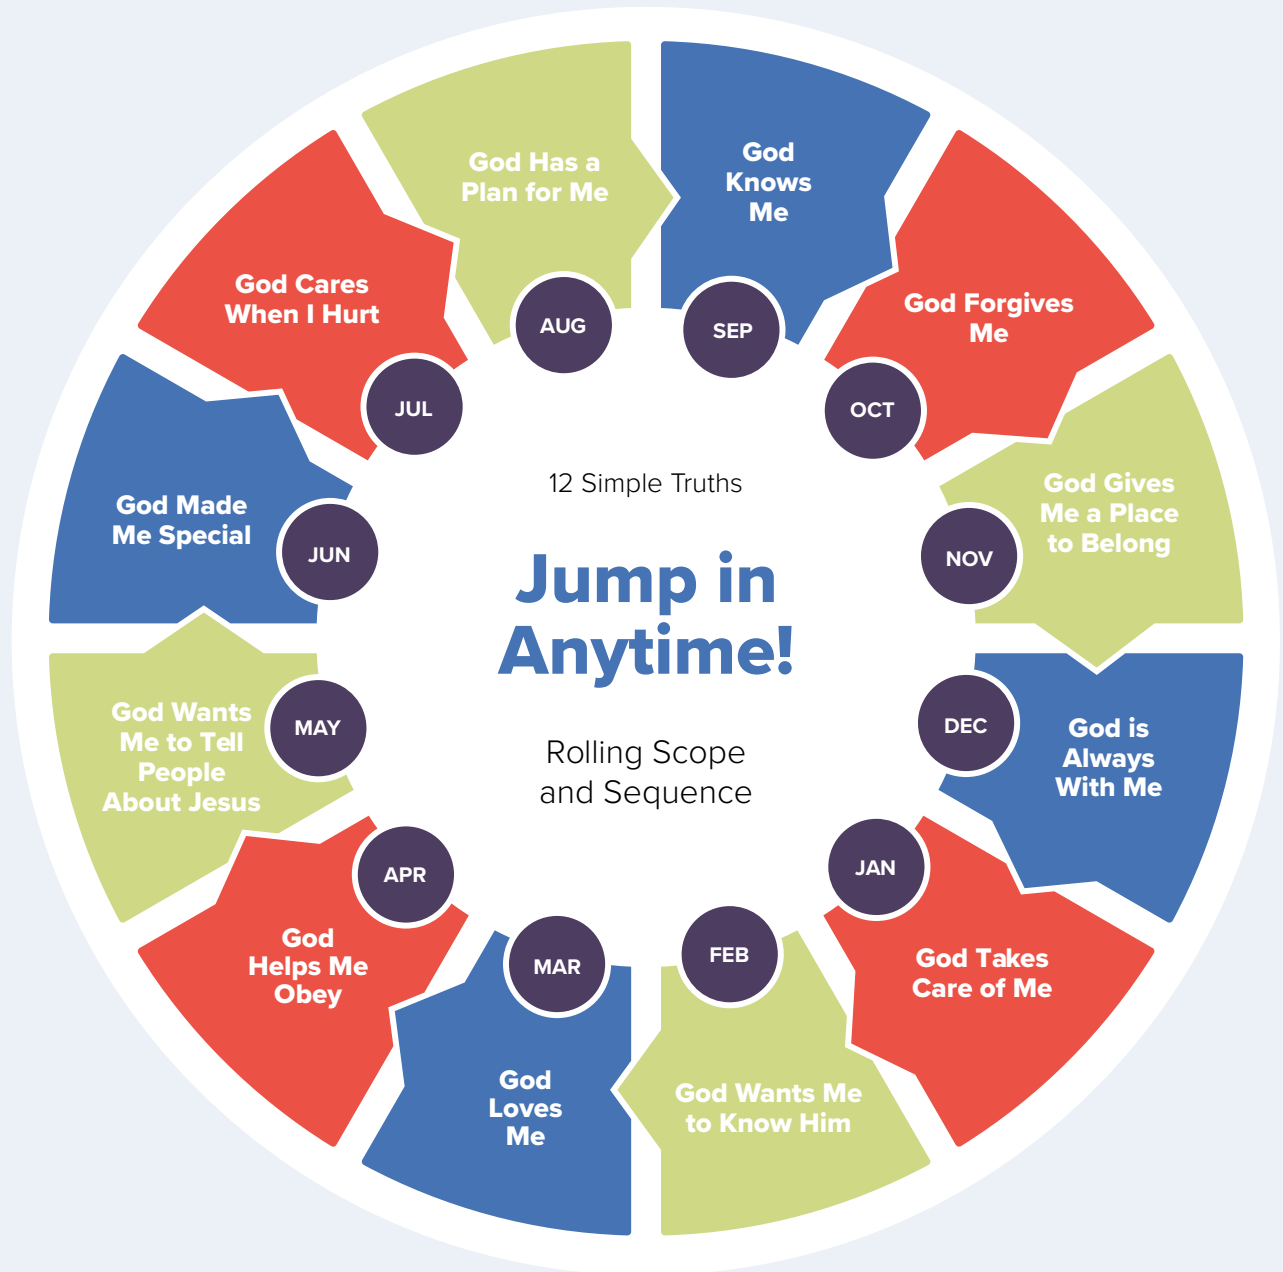 God
Knows
Me
SEP
God Forgives
Me
OCT
God Gives
Me a Place
to Belong
NOV
God is
Always
With Me
DEC
God Takes
Care of Me
JAN
God Wants Me
to Know Him
FEB
God
Loves
Me
MAR
God
Helps Me
Obey
APR
God Wants
Me to Tell
People
About Jesus
MAY
God Made
Me Special
JUN
God Cares
When I Hurt
JUL
God Has a
Plan for Me
AUG
12 Simple Truths
Jump in
Anytime!
Rolling Scope
and Sequence